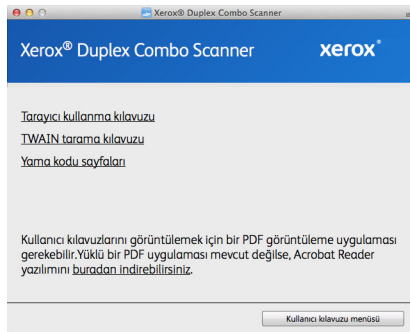 Xerox® Duplex Combo Scanner
Xerox® Duplex Combo Scanner
xerox®
Tarayıcı kullanma kılavuzu
TWAIN tarama kılavuzu
Yama kodu sayfaları
Kullanıcı kılavuzlarını görüntülemek için bir PDF görüntüleme uygulaması
gerekebilir.Yüklü bir PDF uygulaması mevcut değilse, Acrobat Reader
yazılımını buradan indirebilirsiniz.
Kullanıcı kılavuzu menüsü